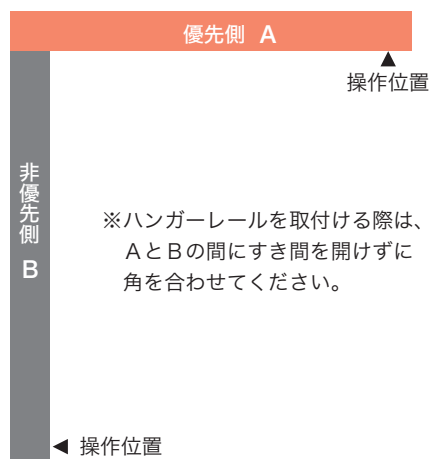 優先側 A
▲
操作位置
非優先側 B
※ハンガーレールを取付ける際は、
AとBの間にすき間を開けずに
角を合わせてください。
◀ 操作位置